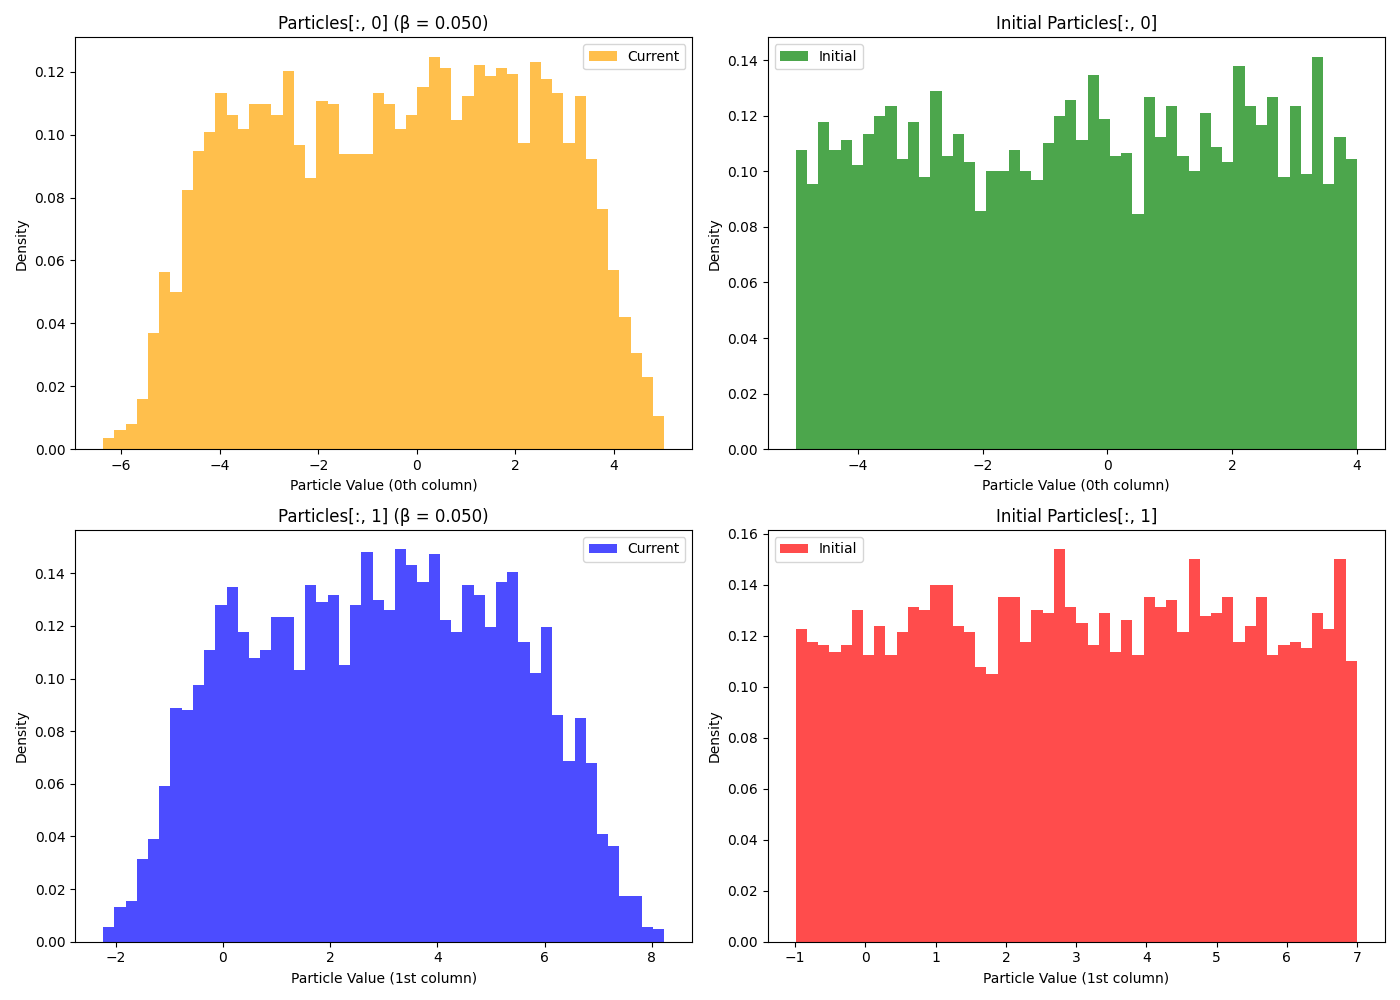 Particles[:, 0] (β = 0.050)
Current
Density
0.12
0.10
0.08
0.06
0.04
0.02
0.00
−6 −4 −2 0 2 4
Particle Value (0th column)
Initial Particles[:, 0]
Initial
Density
0.14
0.12
0.10
0.08
0.06
0.04
0.02
0.00
−4 −2 0 2 4
Particle Value (0th column)
Particles[:, 1] (β = 0.050)
Current
Density
0.14
0.12
0.10
0.08
0.06
0.04
0.02
0.00
−2 0 2 4 6 8
Particle Value (1st column)
Initial Particles[:, 1]
Initial
Density
0.16
0.14
0.12
0.10
0.08
0.06
0.04
0.02
0.00
−1 0 1 2 3 4 5 6 7
Particle Value (1st column)